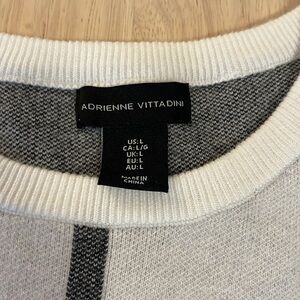 ADRIENNE VITTADINI
US:L
CA:L/G
UK:L
EU:L
AU:L
MADE IN
CHINA